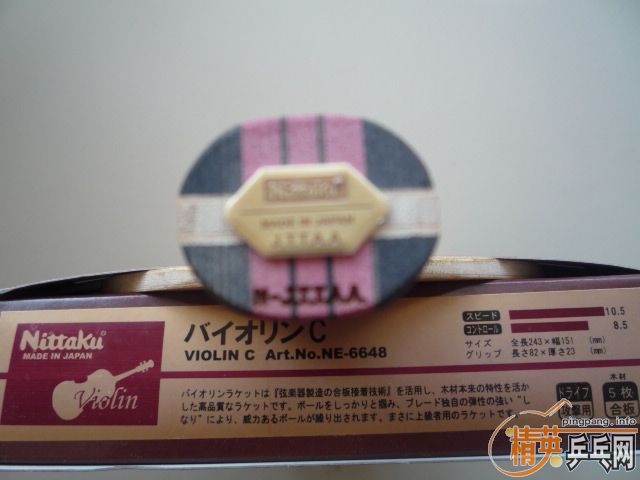 Nittaku
MADE IN JAPAN
JTTAA
N-JTTAA
Nittaku
MADE IN JAPAN
Violin
バイオリンC
VIOLIN C Art.No.NE-6648
スピード 10.5
コントロール 8.5
サイズ 全長243×幅151 (mm)
グリップ 長さ82×厚さ23 (mm)
バイオリンラケットは『弦楽器製造の合板接着技術』を活用し、木材本来の特性を活か
した高品質なラケットです。ボールをしっかりと掴み、ブレード独自の弾性の強い“し
なり”により、威力あるボールが繰り出されます。まさに上級者用のラケットです。
ドライブ
攻撃用
木材
5枚
合板
pingpang.info
精英乒乓网